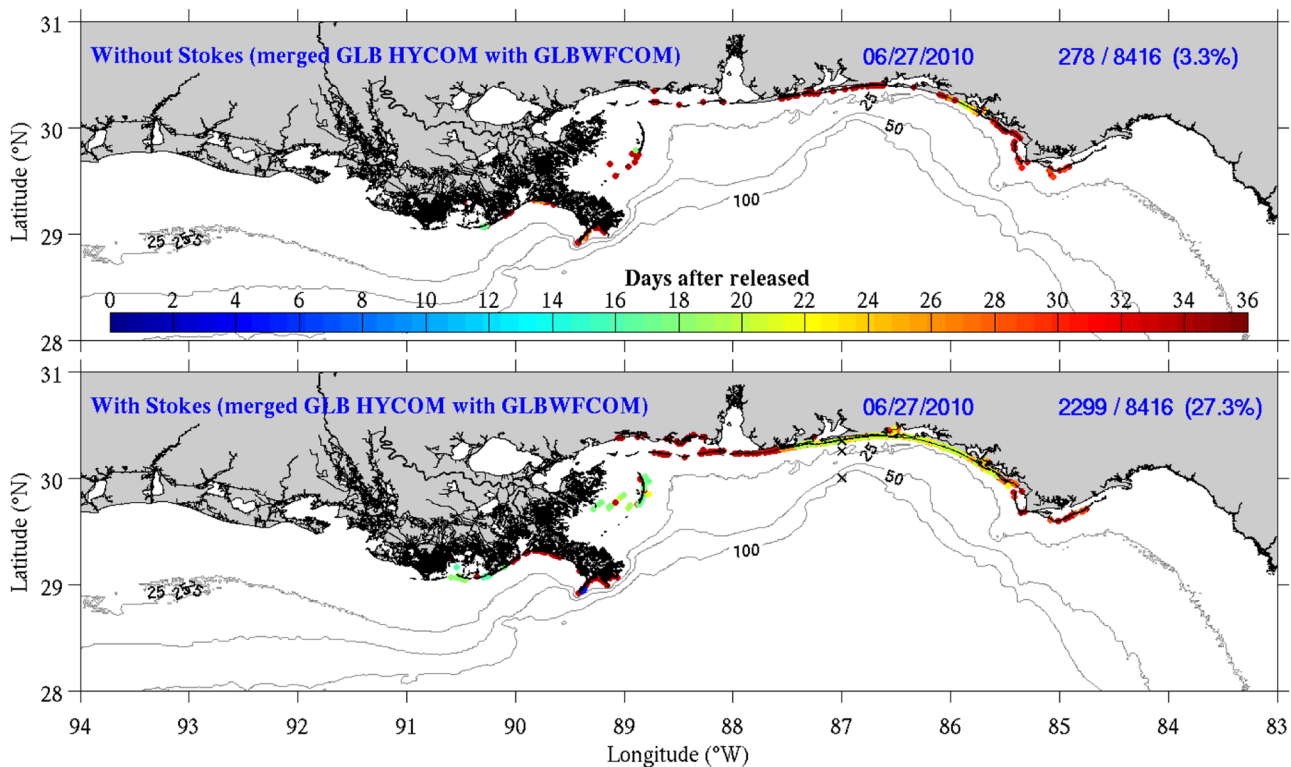 31
Without Stokes (merged GLB HYCOM with GLBWFCOM) 06/27/2010 278 / 8416 (3.3%)
25
30
50
Latitude (°N)
100
29
25
Days after released
0 2 4 6 8 10 12 14 16 18 20 22 24 26 28 30 32 34 36
28
31
With Stokes (merged GLB HYCOM with GLBWFCOM) 06/27/2010 2299 / 8416 (27.3%)
25
30
50
Latitude (°N)
100
29
25
28
94 93 92 91 90 89 88 87 86 85 84 83
Longitude (°W)